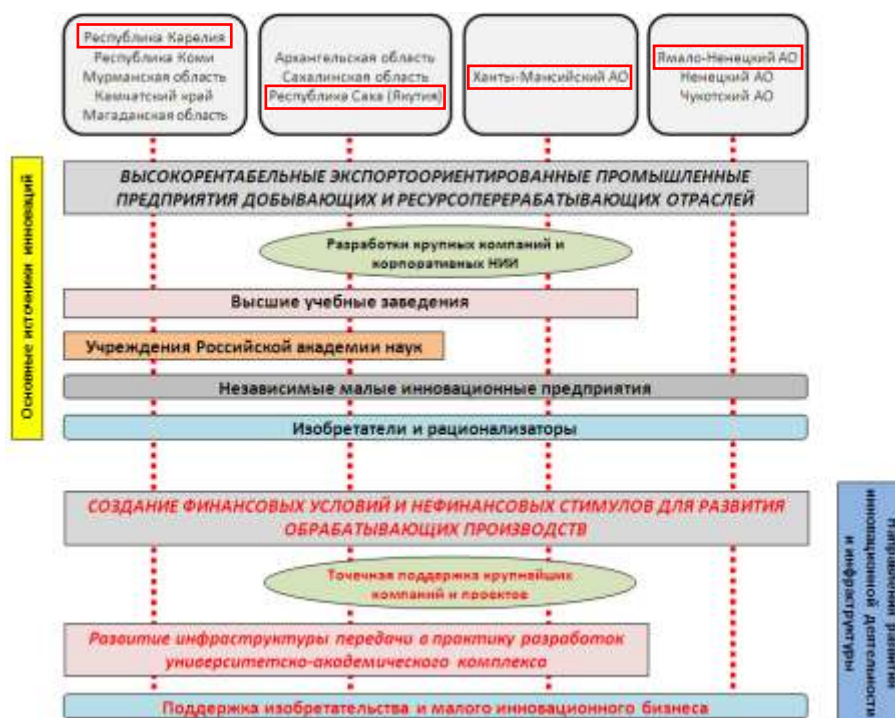 Республика Карелия
Республика Коми
Мурманская область
Камчатский край
Магаданская область
Архангельская область
Сахалинская область
Республика Саха (Якутия)
Ханты-Мансийский АО
Ямало-Ненецкий АО
Ненецкий АО
Чукотский АО
Основные источники инноваций
ВЫСОКОРЕНТАБЕЛЬНЫЕ ЭКСПОРТООРИЕНТИРОВАННЫЕ ПРОМЫШЛЕННЫЕ
ПРЕДПРИЯТИЯ ДОБЫВАЮЩИХ И РЕСУРСОПЕРЕРАБАТЫВАЮЩИХ ОТРАСЛЕЙ
Разработки крупных компаний и
корпоративных НИИ
Высшие учебные заведения
Учреждения Российской академии наук
Независимые малые инновационные предприятия
Изобретатели и рационализаторы
СОЗДАНИЕ ФИНАНСОВЫХ УСЛОВИЙ И НЕФИНАНСОВЫХ СТИМУЛОВ ДЛЯ РАЗВИТИЯ
ОБРАБАТЫВАЮЩИХ ПРОИЗВОДСТВ
Точечная поддержка крупнейших
компаний и проектов
Развитие инфраструктуры передачи в практику разработок
университетско-академического комплекса
Поддержка изобретательства и малого инновационного бизнеса
Направления развития
инновационной деятельности
и инфраструктуры